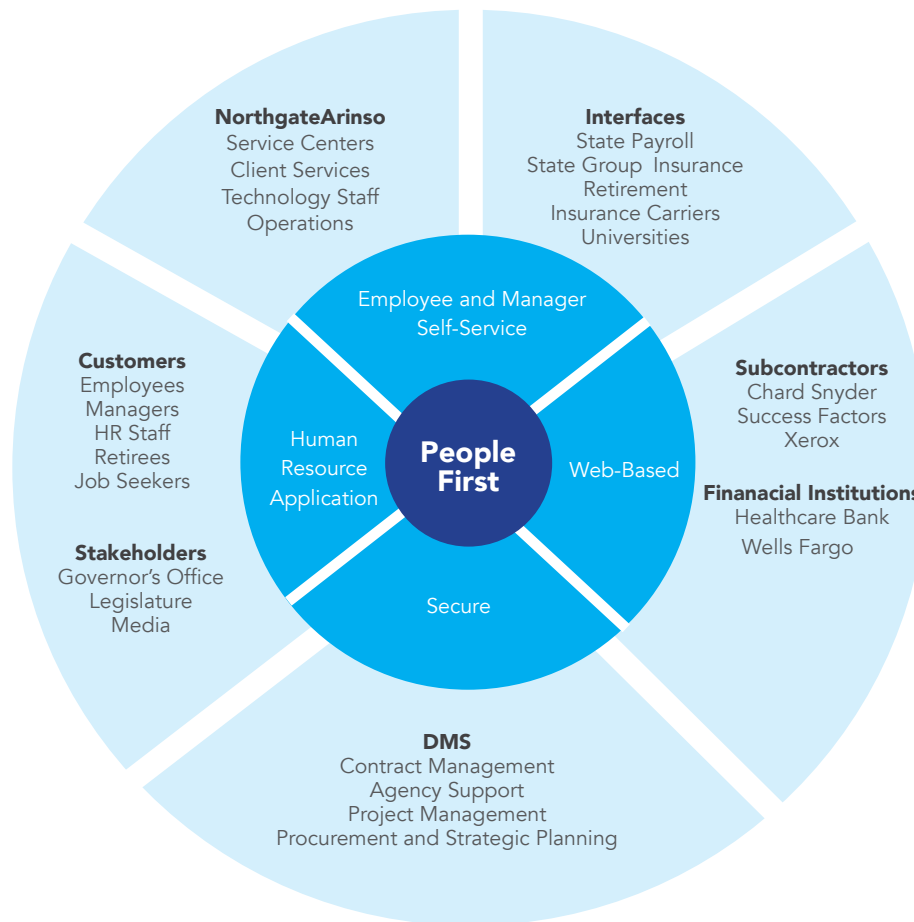 NorthgateArinso
Service Centers
Client Services
Technology Staff
Operations
Interfaces
State Payroll
State Group Insurance
Retirement
Insurance Carriers
Universities
Employee and Manager
Self-Service
Customers
Employees
Managers
HR Staff
Retirees
Job Seekers
Stakeholders
Governor's Office
Legislature
Media
Human
Resource
Application
People
First
Web-Based
Subcontractors
Chard Snyder
Success Factors
Xerox
Finanacial Institutions
Healthcare Bank
Wells Fargo
Secure
DMS
Contract Management
Agency Support
Project Management
Procurement and Strategic Planning